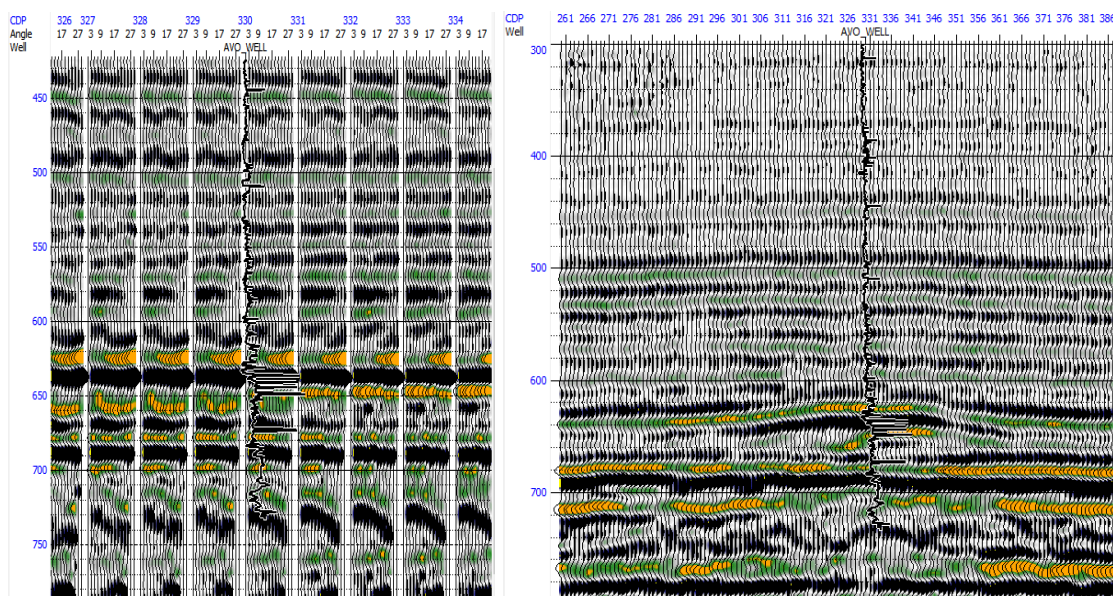 CDP 326 327 328 329 330 331 332 333 334
Angle 17 27 3 9 17 27 3 9 17 27 3 9 17 27 3 9 17 27 3 9 17 27 3 9 17 27 3 9 17 27 3 9 17
Well
AVO_WELL
450
500
550
600
650
700
750
CDP 261 266 271 276 281 286 291 296 301 306 311 316 321 326 331 336 341 346 351 356 361 366 371 376 381 386
Well AVO_WELL
300
400
500
600
700